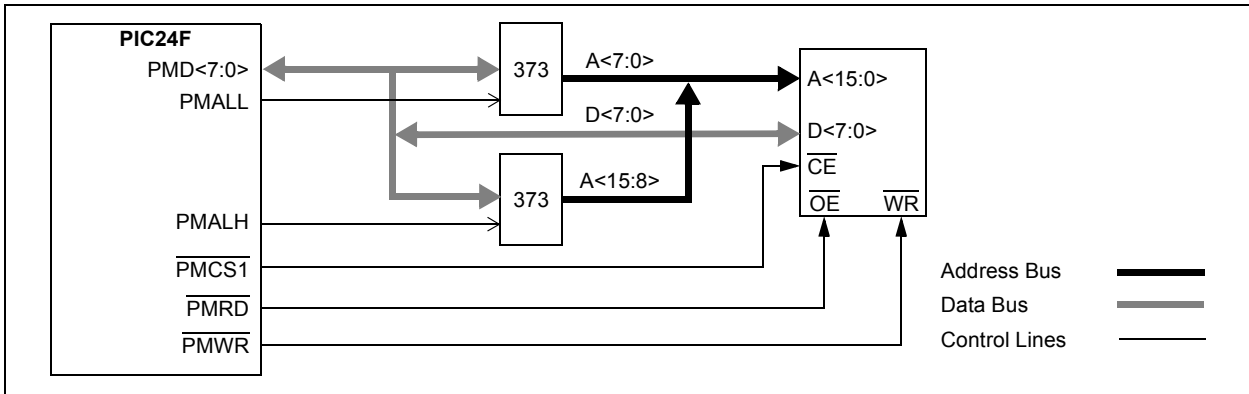 PIC24F
PMD<7:0>
PMALL
PMALH
PMCS1
PMRD
PMWR
373
A<7:0>
D<7:0>
373
A<15:8>
A<15:0>
D<7:0>
CE
OE WR
Address Bus
Data Bus
Control Lines